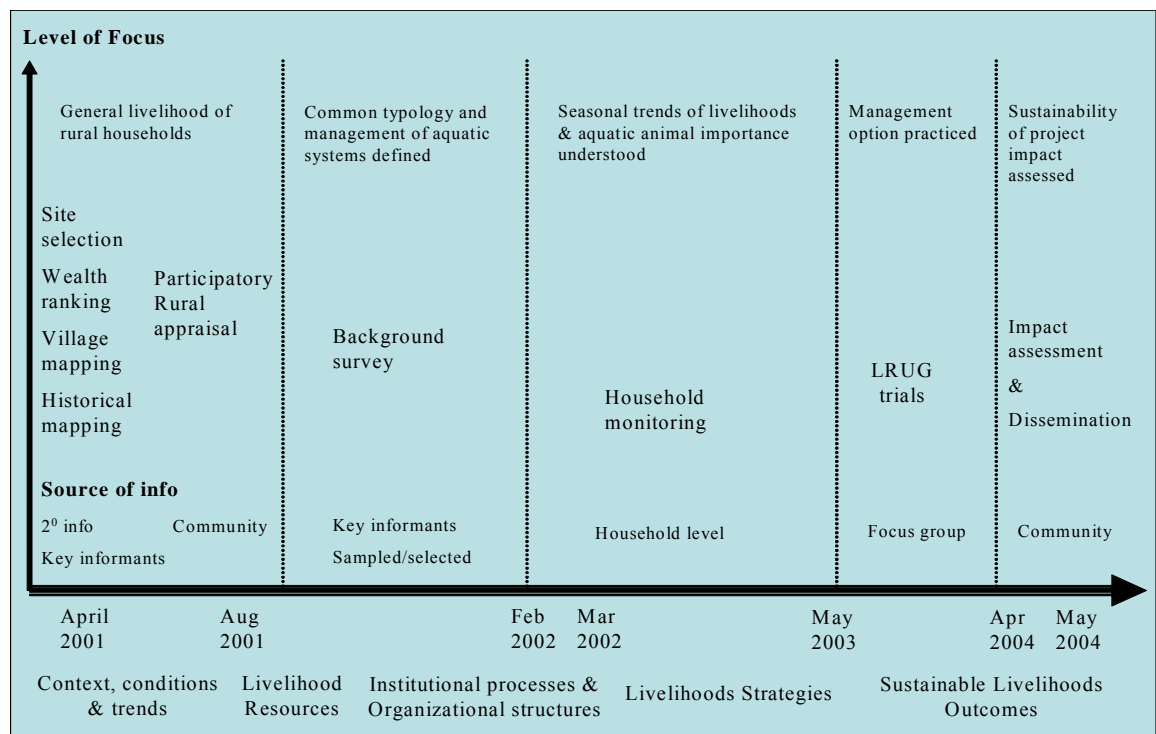 Level of Focus
General livelihood of
rural households
Common typology and
management of aquatic
systems defined
Seasonal trends of livelihoods
& aquatic animal importance
understood
Management
option practiced
Sustainability
of project
impact
assessed
Site
selection
Wealth
ranking
Village
mapping
Historical
mapping
Participatory
Rural
appraisal
Background
survey
Household
monitoring
LRUG
trials
Impact
assessment
&
Dissemination
Source of info
2⁰ info
Community
Key informants
Key informants
Sampled/selected
Household level
Focus group
Community
April
2001
Aug
2001
Feb
2002
Mar
2002
May
2003
Apr
2004
May
2004
Context, conditions
& trends
Livelihood
Resources
Institutional processes &
Organizational structures
Livelihoods Strategies
Sustainable Livelihoods
Outcomes